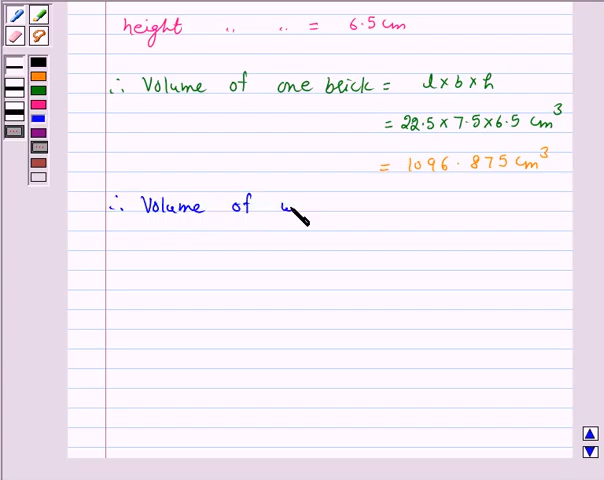 height ,, ,, = 6.5 cm
∴ Volume of one brick = l × b × h
= 22.5 × 7.5 × 6.5 cm³
= 1096.875 cm³
∴ Volume of